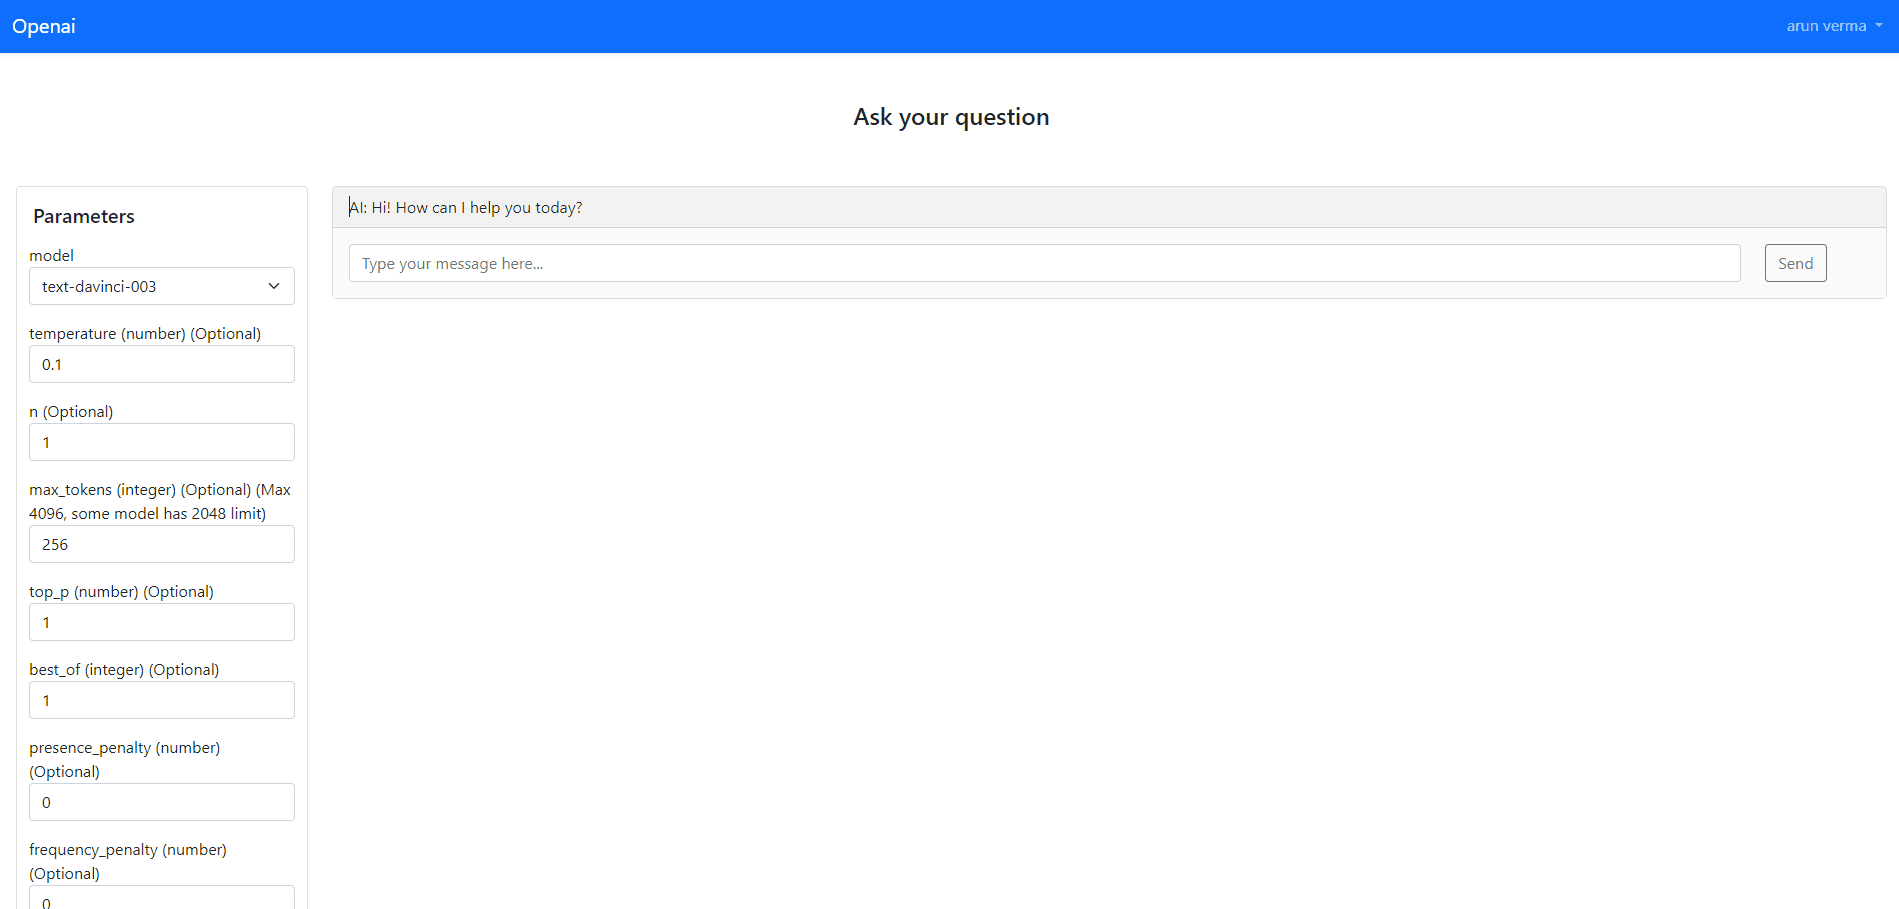 Openai
arun verma
Ask your question
Parameters
model
text-davinci-003
temperature (number) (Optional)
0.1
n (Optional)
1
max_tokens (integer) (Optional) (Max
4096, some model has 2048 limit)
256
top_p (number) (Optional)
1
best_of (integer) (Optional)
1
presence_penalty (number)
(Optional)
0
frequency_penalty (number)
(Optional)
0
AI: Hi! How can I help you today?
Type your message here...
Send